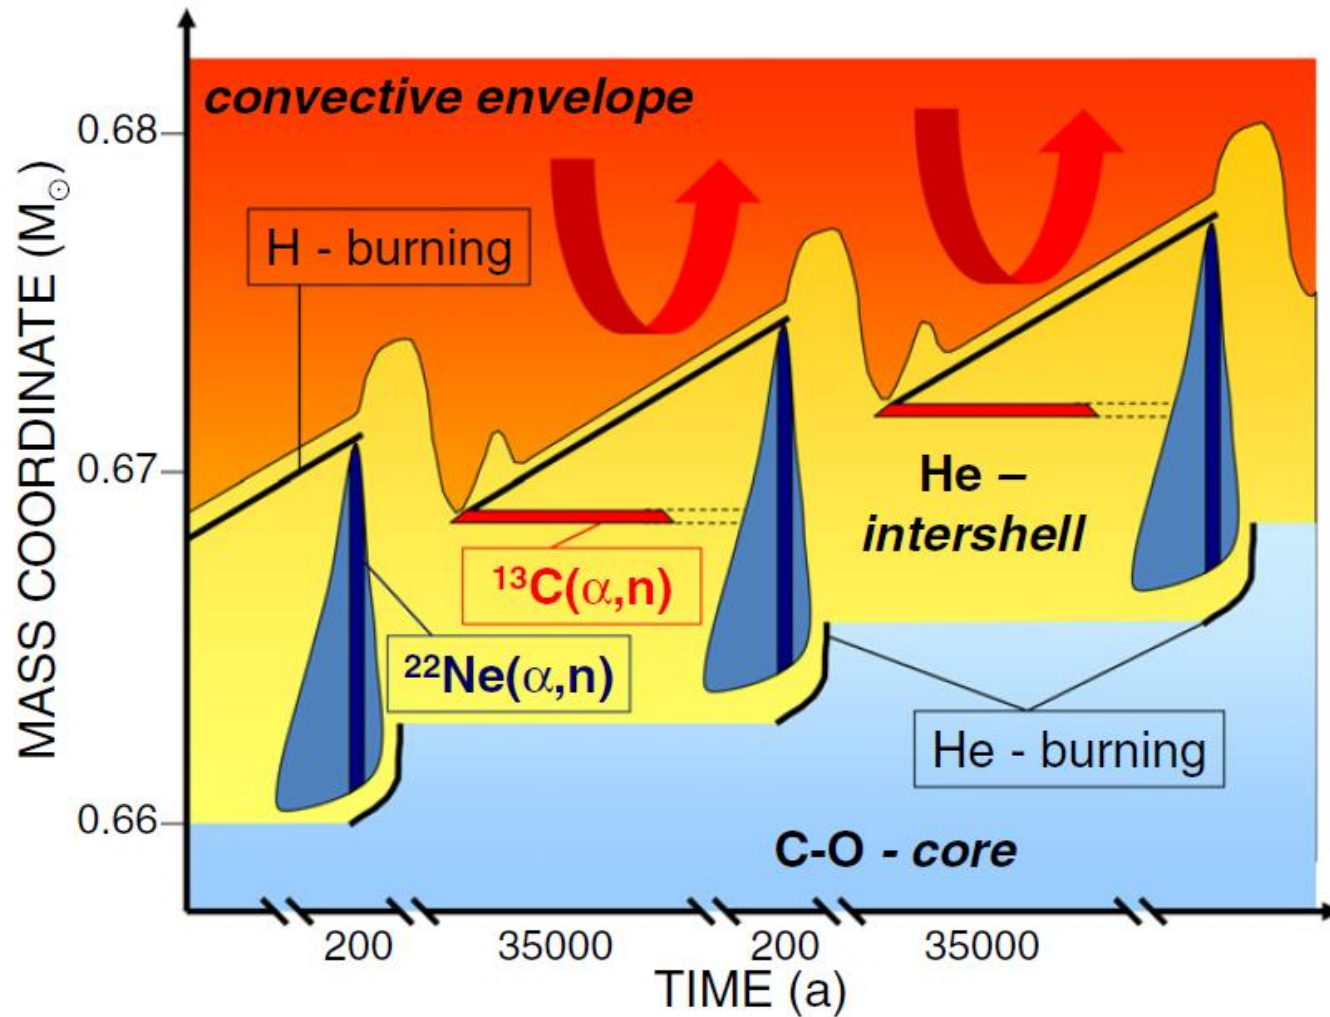 convective envelope
0.68
H - burning
MASS COORDINATE (M☉)
0.67
He –
intershell
¹³C(α,n)
²²Ne(α,n)
He - burning
0.66
C-O - core
200 35000 200 35000
TIME (a)